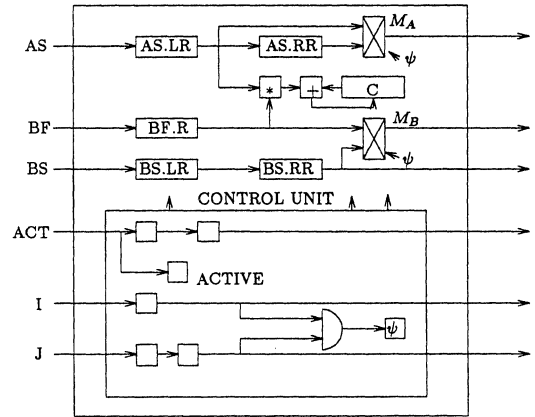 AS AS.LR AS.RR M_A
ψ
* + C
BF BF.R M_B
ψ
BS BS.LR BS.RR
CONTROL UNIT
ACT
ACTIVE
I
ψ
J